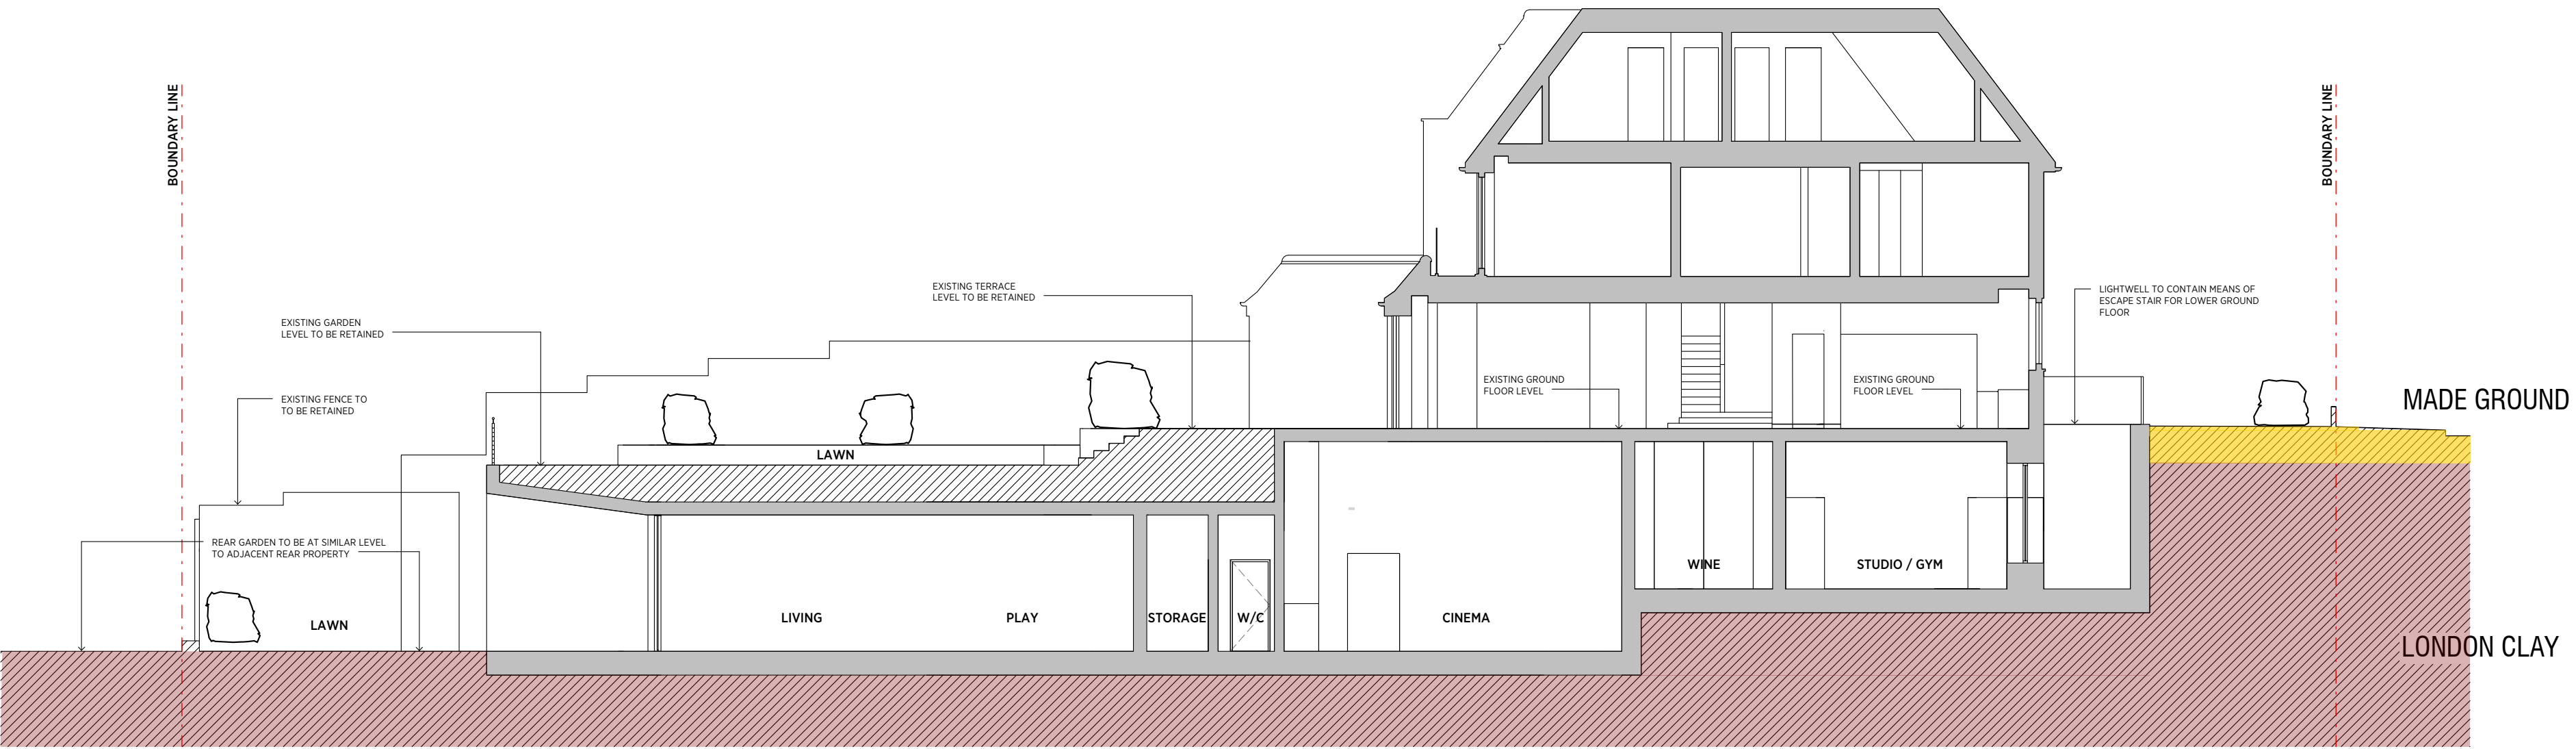 BOUNDARY LINE
BOUNDARY LINE
EXISTING TERRACE
LEVEL TO BE RETAINED
LIGHTWELL TO CONTAIN MEANS OF
ESCAPE STAIR FOR LOWER GROUND
FLOOR
EXISTING GARDEN
LEVEL TO BE RETAINED
EXISTING GROUND
FLOOR LEVEL
EXISTING GROUND
FLOOR LEVEL
EXISTING FENCE TO
TO BE RETAINED
MADE GROUND
LAWN
REAR GARDEN TO BE AT SIMILAR LEVEL
TO ADJACENT REAR PROPERTY
WINE
STUDIO / GYM
LAWN
LIVING
PLAY
STORAGE
W/C
CINEMA
LONDON CLAY